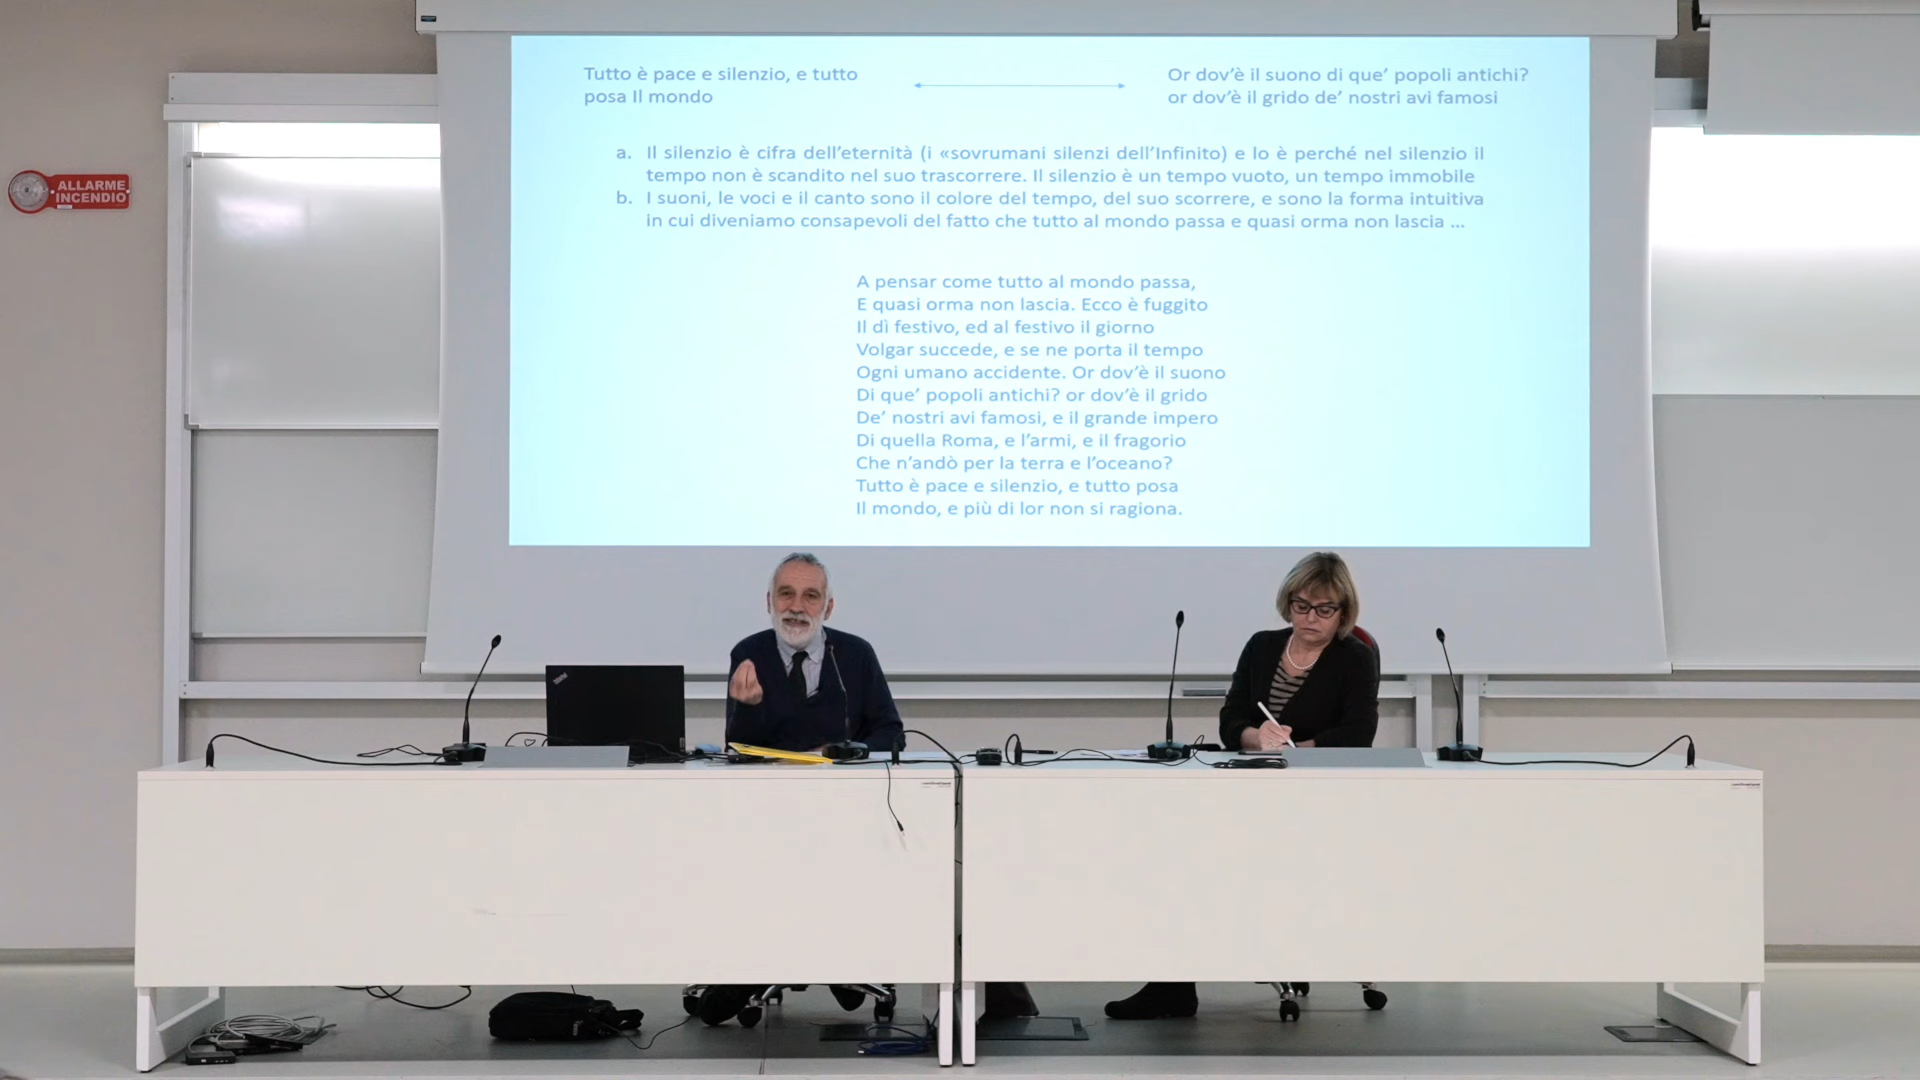 Tutto è pace e silenzio, e tutto
posa Il mondo
Or dov’è il suono di que’ popoli antichi?
or dov’è il grido de’ nostri avi famosi
a. Il silenzio è cifra dell’eternità (i «sovrumani silenzi dell’Infinito) e lo è perché nel silenzio il
tempo non è scandito nel suo trascorrere. Il silenzio è un tempo vuoto, un tempo immobile
b. I suoni, le voci e il canto sono il colore del tempo, del suo scorrere, e sono la forma intuitiva
in cui diveniamo consapevoli del fatto che tutto al mondo passa e quasi orma non lascia ...
A pensar come tutto al mondo passa,
E quasi orma non lascia. Ecco è fuggito
Il dì festivo, ed al festivo il giorno
Volgar succede, e se ne porta il tempo
Ogni umano accidente. Or dov’è il suono
Di que’ popoli antichi? or dov’è il grido
De’ nostri avi famosi, e il grande impero
Di quella Roma, e l’armi, e il fragorio
Che n’andò per la terra e l’oceano?
Tutto è pace e silenzio, e tutto posa
Il mondo, e più di lor non si ragiona.
ALLARME
INCENDIO
ThinkPad